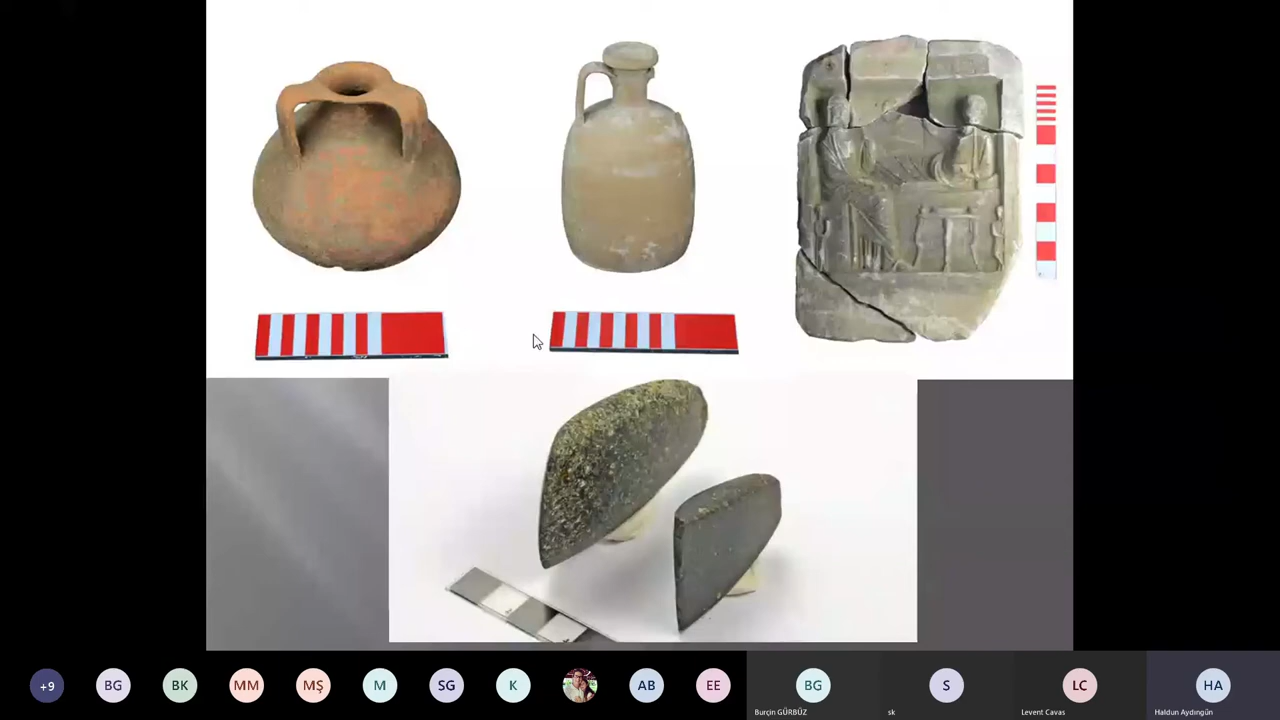 +9
BG
BK
MM
MŞ
M
SG
K
AB
EE
BG
Burçin GÜRBÜZ
S
sk
LC
Levent Cavas
HA
Haldun Aydıngün